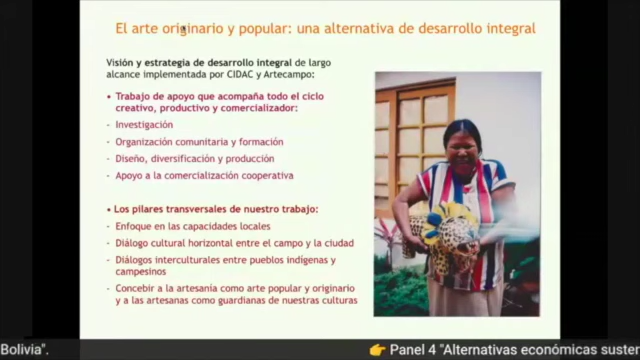 El arte originario y popular: una alternativa de desarrollo integral
Visión y estrategia de desarrollo integral de largo
alcance implementada por CIDAC y Artecampo:
• Trabajo de apoyo que acompaña todo el ciclo
creativo, productivo y comercializador:
- Investigación
- Organización comunitaria y formación
- Diseño, diversificación y producción
- Apoyo a la comercialización cooperativa
• Los pilares transversales de nuestro trabajo:
- Enfoque en las capacidades locales
- Diálogo cultural horizontal entre el campo y la ciudad
- Diálogos interculturales entre pueblos indígenas y
campesinos
- Concebir a la artesanía como arte popular y originario
y a las artesanas como guardianas de nuestras culturas
Bolivia".
👉 Panel 4 "Alternativas económicas suster